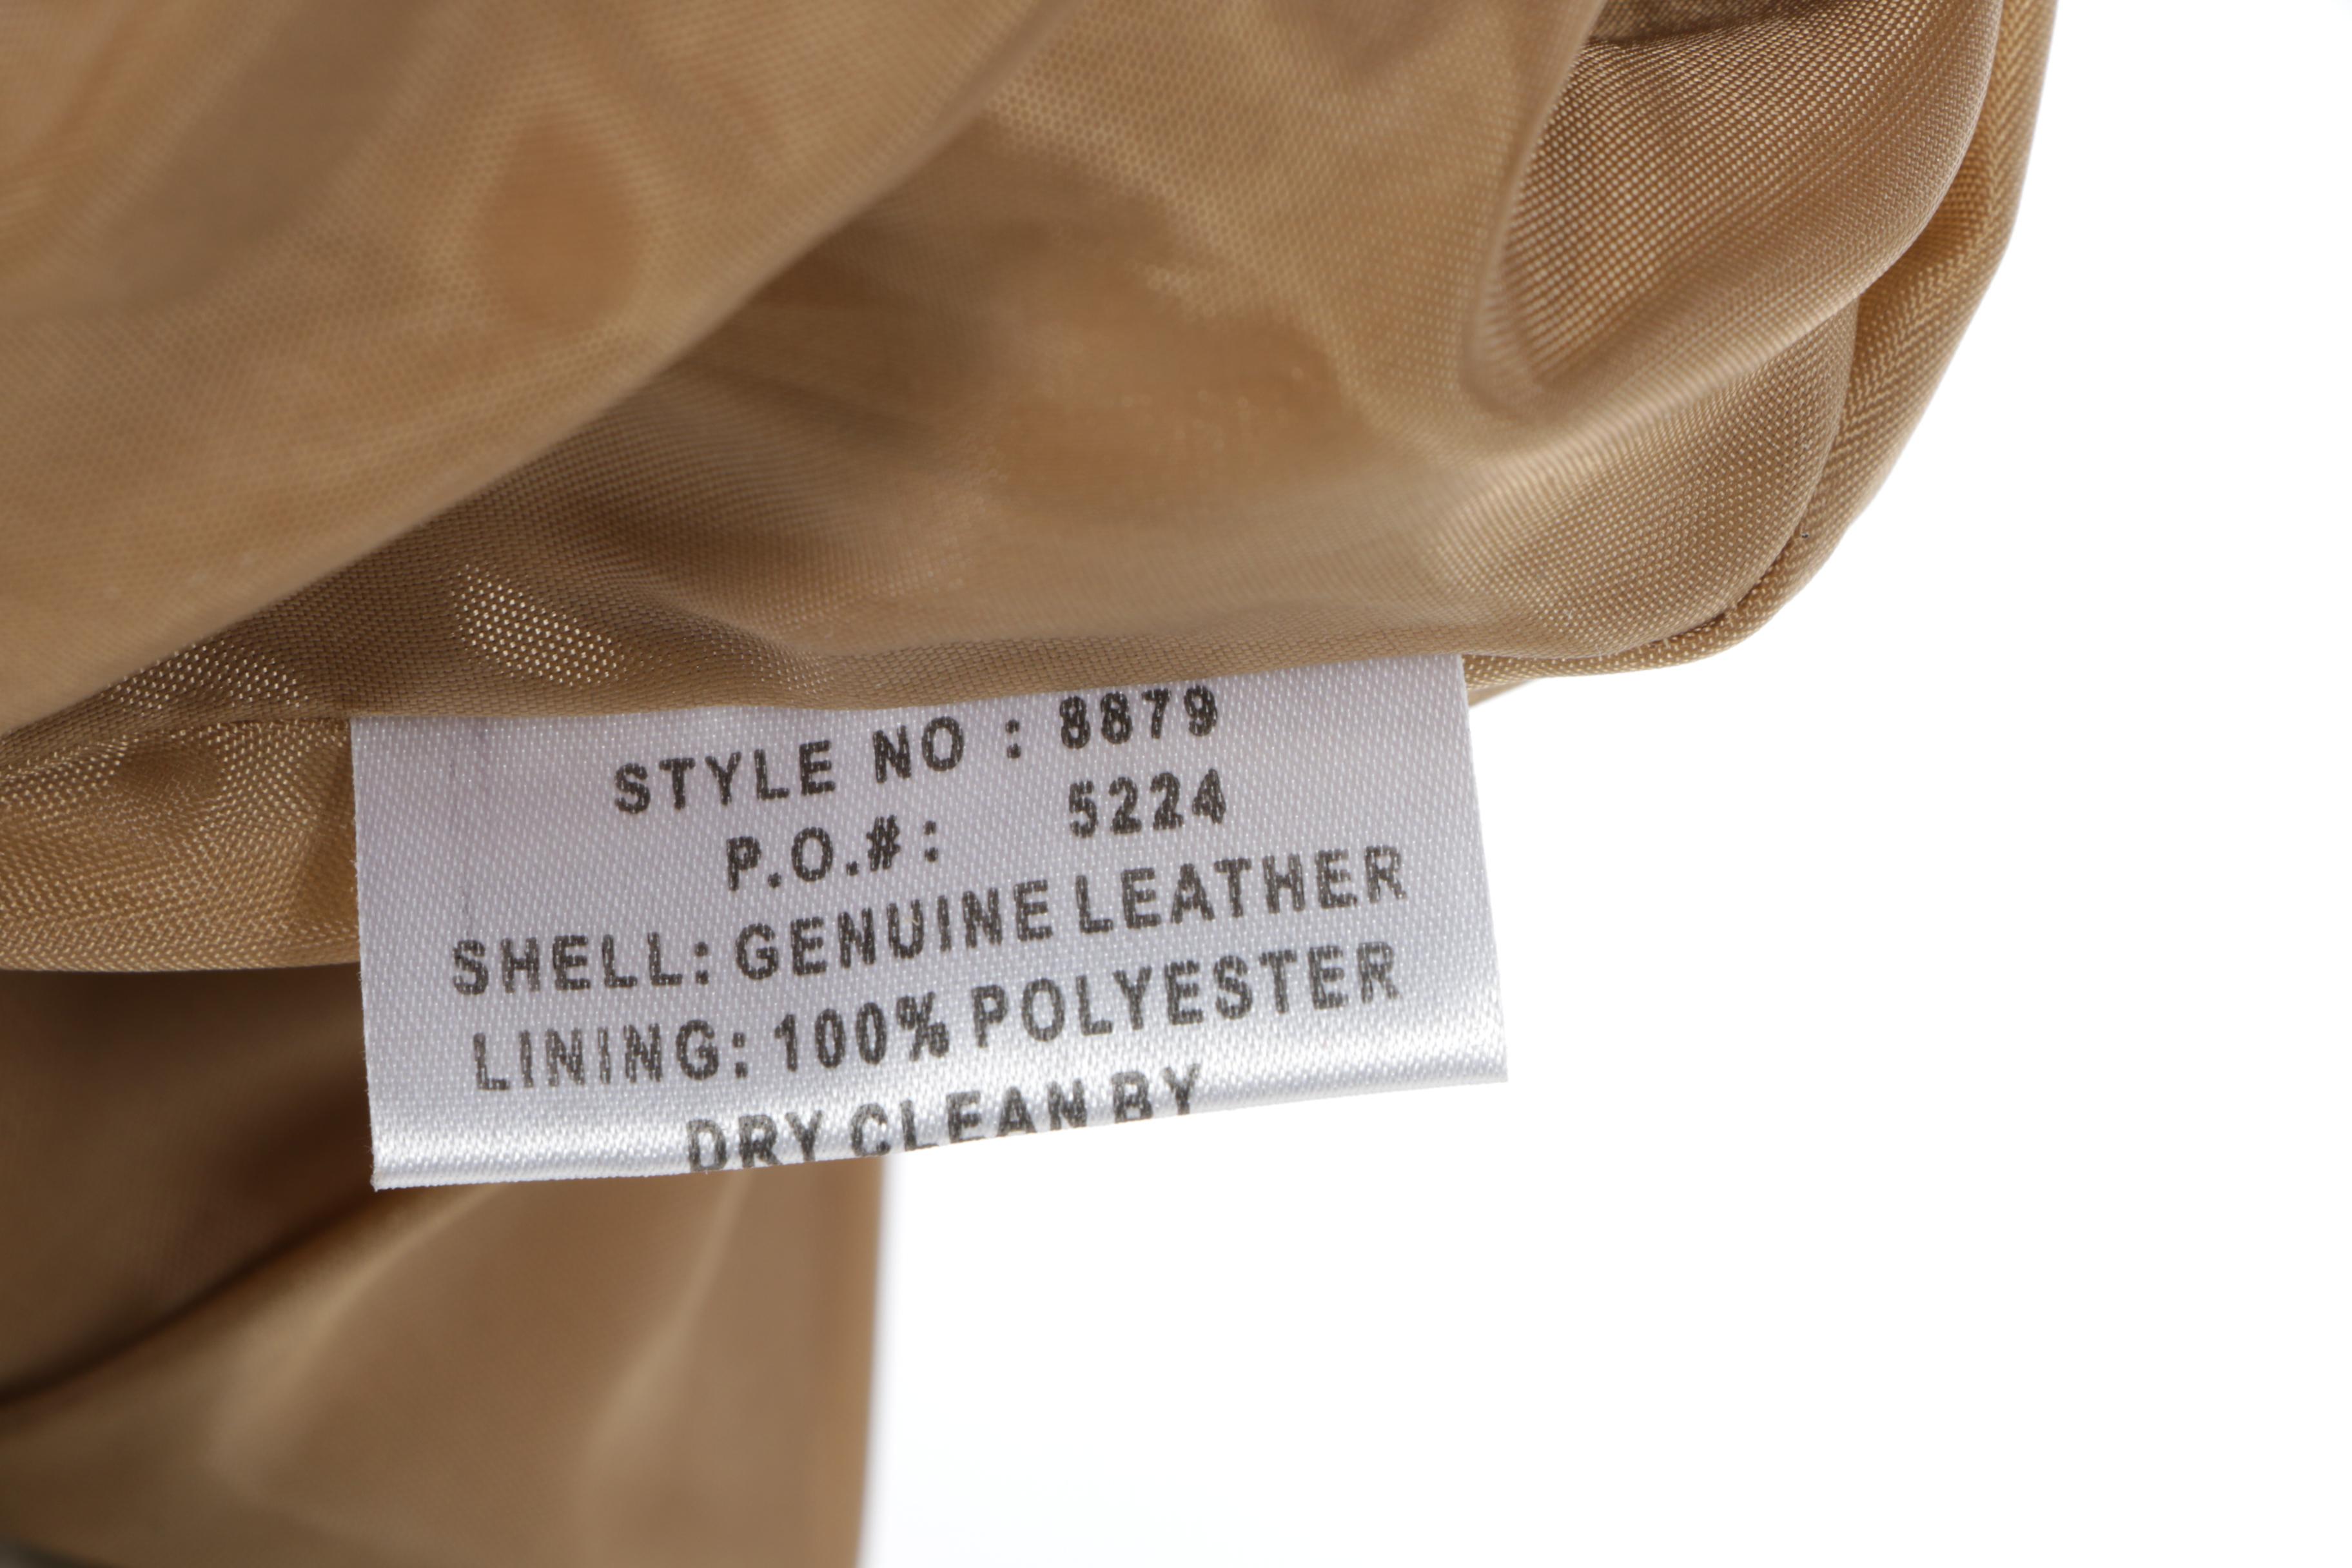 STYLE NO : 8879
P.O.#: 5224
SHELL: GENUINE LEATHER
LINING: 100% POLYESTER
DRY CLEAN BY